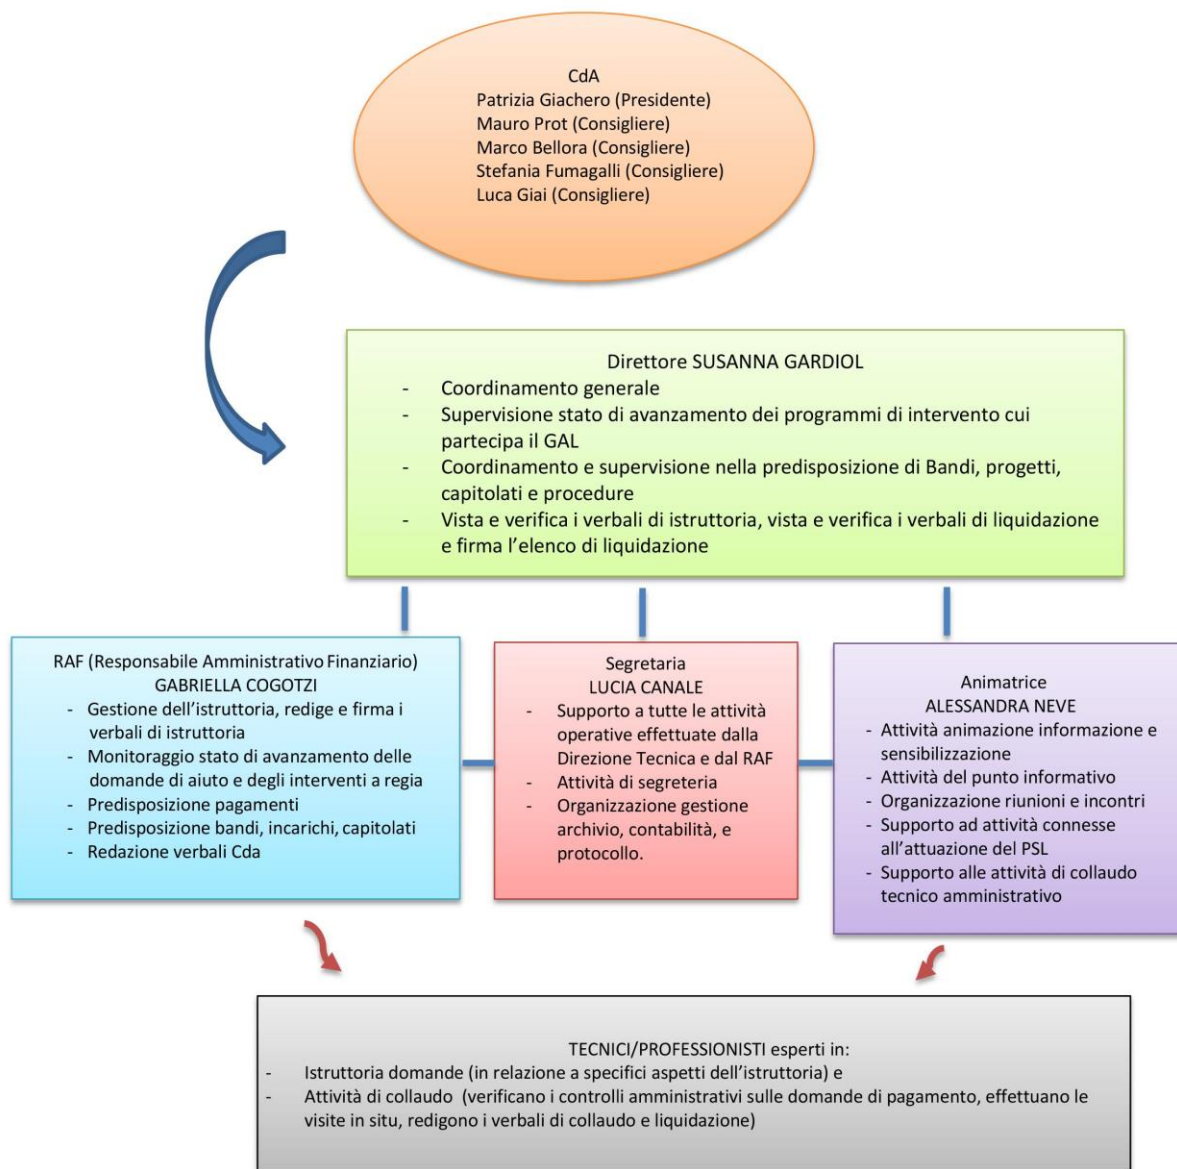 CdA
Patrizia Giachero (Presidente)
Mauro Prot (Consigliere)
Marco Bellora (Consigliere)
Stefania Fumagalli (Consigliere)
Luca Giai (Consigliere)
Direttore SUSANNA GARDIOL
- Coordinamento generale
- Supervisione stato di avanzamento dei programmi di intervento cui
partecipa il GAL
- Coordinamento e supervisione nella predisposizione di Bandi, progetti,
capitolati e procedure
- Vista e verifica i verbali di istruttoria, vista e verifica i verbali di liquidazione
e firma l’elenco di liquidazione
RAF (Responsabile Amministrativo Finanziario)
GABRIELLA COGOTZI
- Gestione dell’istruttoria, redige e firma i
verbali di istruttoria
- Monitoraggio stato di avanzamento delle
domande di aiuto e degli interventi a regia
- Predisposizione pagamenti
- Predisposizione bandi, incarichi, capitolati
- Redazione verbali Cda
Segretaria
LUCIA CANALE
- Supporto a tutte le attività
operative effettuate dalla
Direzione Tecnica e dal RAF
- Attività di segreteria
- Organizzazione gestione
archivio, contabilità, e
protocollo.
Animatrice
ALESSANDRA NEVE
- Attività animazione informazione e
sensibilizzazione
- Attività del punto informativo
- Organizzazione riunioni e incontri
- Supporto ad attività connesse
all’attuazione del PSL
- Supporto alle attività di collaudo
tecnico amministrativo
TECNICI/PROFESSIONISTI esperti in:
- Istruttoria domande (in relazione a specifici aspetti dell’istruttoria) e
- Attività di collaudo (verificano i controlli amministrativi sulle domande di pagamento, effettuano le
visite in situ, redigono i verbali di collaudo e liquidazione)